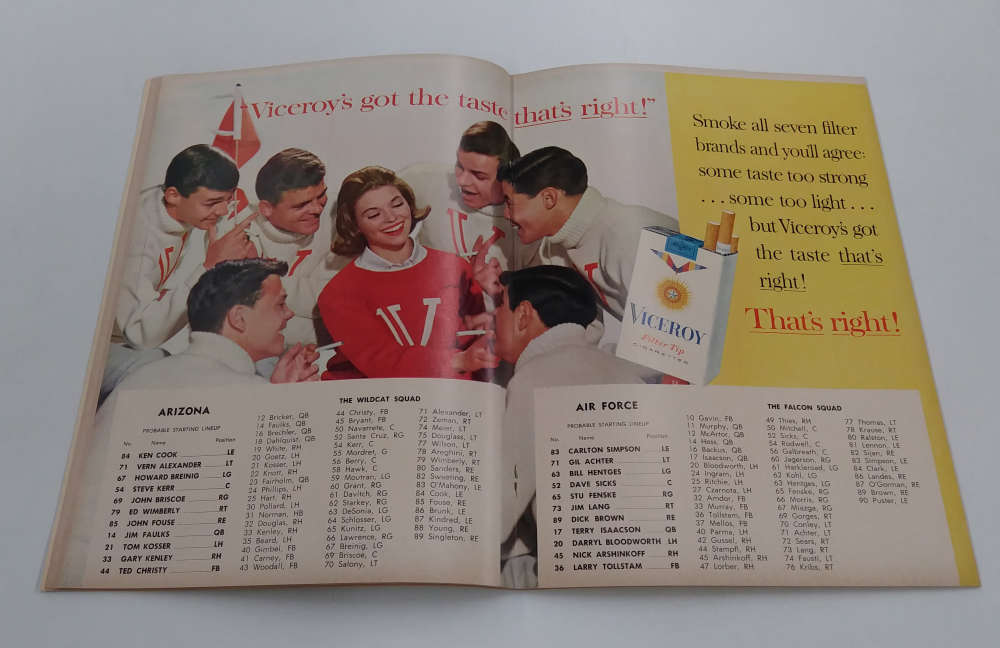 "Viceroy's got the taste that's right!"
Smoke all seven filter
brands and you'll agree:
some taste too strong
... some too light ...
but Viceroy's got
the taste that's
right!
That's right!
VICEROY
Filter Tip
CIGARETTES
V
V
V
V
ARIZONA
PROBABLE STARTING LINEUP
No. Name Position
84 KEN COOK LE
71 VERN ALEXANDER LT
67 HOWARD BREINIG LG
54 STEVE KERR C
69 JOHN BRISCOE RG
79 ED WIMBERLY RT
85 JOHN FOUSE RE
14 JIM FAULKS QB
21 TOM KOSSER LH
33 GARY KENLEY RH
44 TED CHRISTY FB
THE WILDCAT SQUAD
12 Bricker, QB
14 Faulks, QB
16 Brechler, QB
18 Dahlquist, QB
19 White, RH
20 Goetz, LH
21 Kosser, LH
22 Knott, RH
23 Fairholm, QB
24 Phillips, LH
25 Hart, RH
30 Pollard, LH
31 Norman, HB
32 Douglas, RH
33 Kenley, RH
35 Beard, LH
40 Gimbel, FB
41 Carney, FB
43 Woodall, FB
44 Christy, FB
45 Bryant, FB
50 Navarrete, C
52 Santa Cruz, RG
54 Kerr, C
55 Mordret, G
56 Berry, C
58 Hawk, C
59 Moutran, LG
60 Grant, RG
61 Davitch, RG
62 Starkey, RG
63 DeSonia, LG
64 Schlosser, LG
65 Kunitz, LG
66 Lawrence, RG
67 Breinig, LG
69 Briscoe, C
70 Salony, LT
71 Alexander, LT
72 Zeman, RT
74 Meier, LT
75 Douglass, LT
77 Wilson, LT
78 Areghini, RT
79 Wimberly, RT
80 Sanders, RE
82 Swvering, RE
83 O'Mahony, LE
84 Cook, LE
85 Fouse, RE
86 Brunk, LE
87 Kindred, LE
88 Young, RE
89 Singleton, RE
AIR FORCE
PROBABLE STARTING LINEUP
No. Name Position
83 CARLTON SIMPSON LE
71 GIL ACHTER LT
63 BILL HENTGES LG
52 DAVE SICKS C
65 STU FENSKE RG
73 JIM LANG RT
89 DICK BROWN RE
17 TERRY ISAACSON QB
20 DARRYL BLOODWORTH LH
45 NICK ARSHINKOFF RH
36 LARRY TOLLSTAM FB
THE FALCON SQUAD
10 Gavin, FB
11 Murphy, QB
12 McArtor, QB
14 Hess, QB
16 Backus, QB
17 Isaacson, QB
20 Bloodworth, LH
24 Ingram, LH
25 Ritchie, LH
27 Czarnota, LH
32 Amdor, FB
33 Murray, FB
36 Tollstam, FB
37 Mellos, FB
40 Parma, LH
42 Gussel, RH
44 Stampfl, RH
45 Arshinkoff, RH
47 Lorber, RH
49 Thies, RH
50 Mitchell, C
52 Sicks, C
54 Rodwell, C
56 Galbreath, C
60 Jagerson, RG
61 Harkleroad, LG
62 Kohl, LG
63 Hentges, LG
65 Fenske, RG
66 Morris, RG
67 Miszga, RG
69 Gorges, RT
70 Conley, LT
71 Achter, LT
72 Sears, RT
73 Lang, RT
74 Fausti, LT
76 Kribs, RT
77 Thomas, LT
78 Krause, RT
80 Ralston, LE
81 Lennon, LE
82 Sijan, RE
83 Simpson, LE
84 Clark, LE
86 Landes, RE
87 O'Gorman, RE
89 Brown, RE
90 Puster, LE